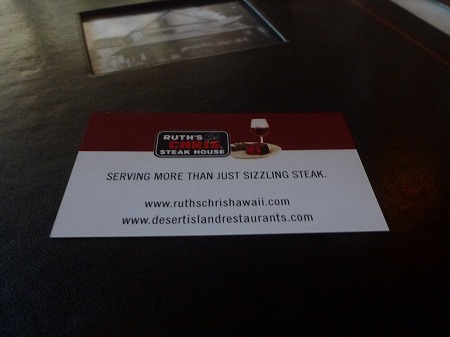 RUTH'S
CHRIS
STEAK HOUSE
SERVING MORE THAN JUST SIZZLING STEAK.
www.ruthschrishawaii.com
www.desertislandrestaurants.com